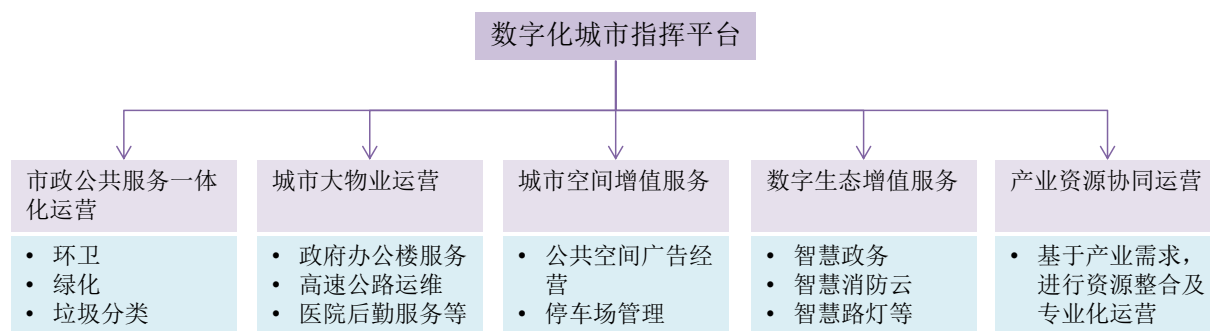 数字化城市指挥平台
市政公共服务一体
化运营
• 环卫
• 绿化
• 垃圾分类
城市大物业运营
• 政府办公楼服务
• 高速公路运维
• 医院后勤服务等
城市空间增值服务
• 公共空间广告经
营
• 停车场管理
数字生态增值服务
• 智慧政务
• 智慧消防云
• 智慧路灯等
产业资源协同运营
• 基于产业需求，
进行资源整合及
专业化运营